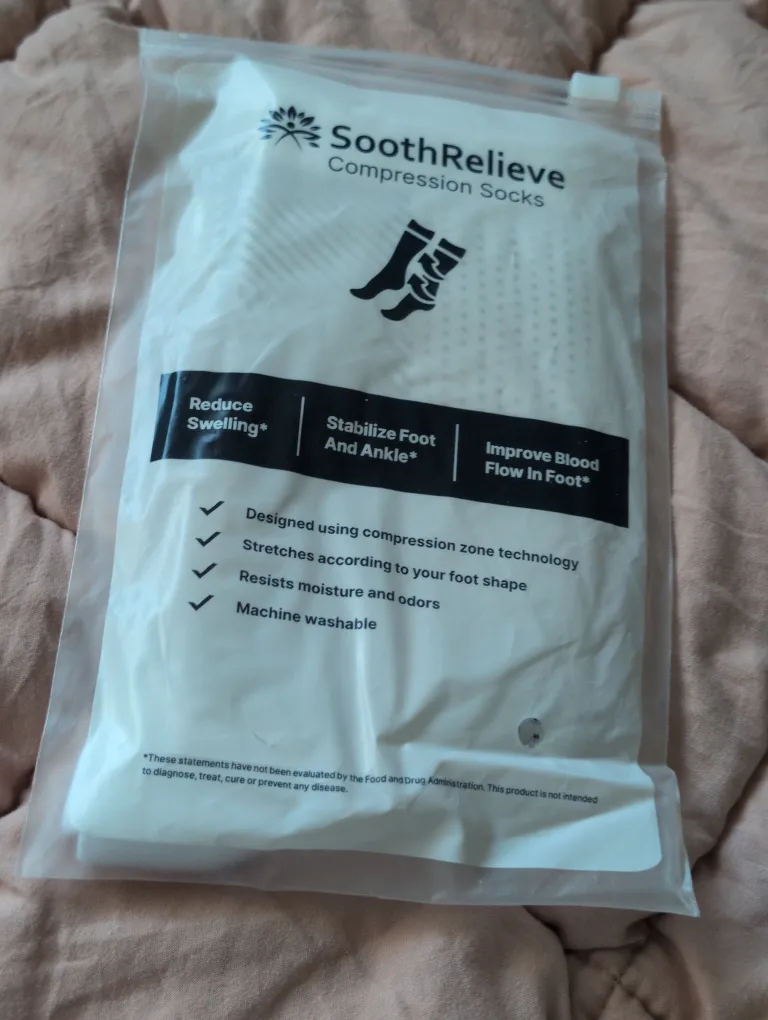 SoothRelieve
Compression Socks
Reduce
Swelling*
Stabilize Foot
And Ankle*
Improve Blood
Flow In Foot*
Designed using compression zone technology
Stretches according to your foot shape
Resists moisture and odors
Machine washable
*These statements have not been evaluated by the Food and Drug Administration. This product is not intended
to diagnose, treat, cure or prevent any disease.